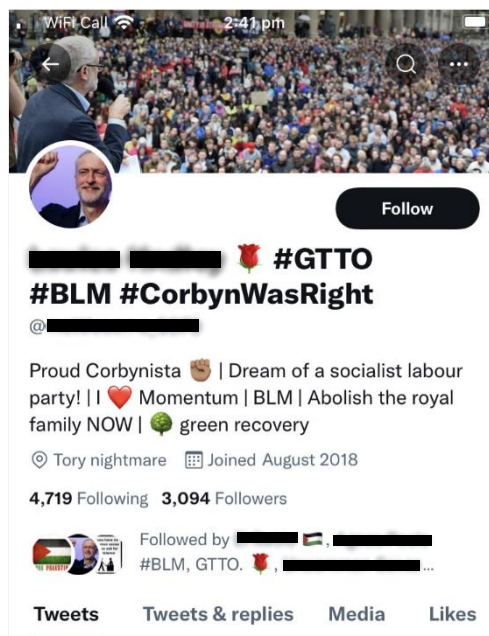 WiFi Call 2:41 pm
Follow
🌹 #GTTO
#BLM #CorbynWasRight
@
Proud Corbynista ✊🏽 | Dream of a socialist labour
party! | I ❤️ Momentum | BLM | Abolish the royal
family NOW | 🌳 green recovery
Tory nightmare Joined August 2018
4,719 Following 3,094 Followers
Followed by 🇵🇸,
#BLM, GTTO. 🌹, ...
Tweets Tweets & replies Media Likes